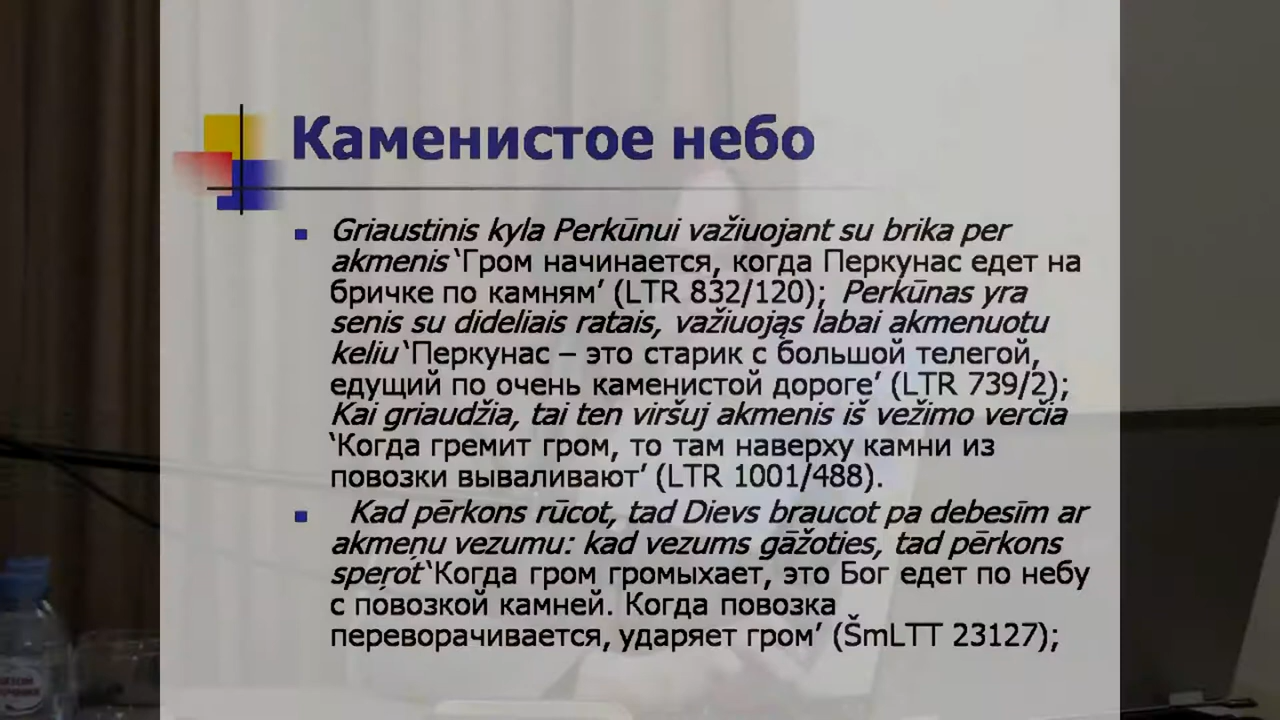 Каменистое небо
Griaustinis kyla Perkūnui važiuojant su brika per
akmenis ‘Гром начинается, когда Перкунас едет на
бричке по камням’ (LTR 832/120); Perkūnas yra
senis su dideliais ratais, važiuojąs labai akmenuotu
keliu ‘Перкунас – это старик с большой телегой,
едущий по очень каменистой дороге’ (LTR 739/2);
Kai griaudžia, tai ten viršuj akmenis iš vežimo verčia
‘Когда гремит гром, то там наверху камни из
повозки вываливают’ (LTR 1001/488).
Kad pērkons rūcot, tad Dievs braucot pa debesīm ar
akmeņu vezumu: kad vezums gāžoties, tad pērkons
sperot ‘Когда гром громыхает, это Бог едет по небу
с повозкой камней. Когда повозка
переворачивается, ударяет гром’ (ŠmLTT 23127);